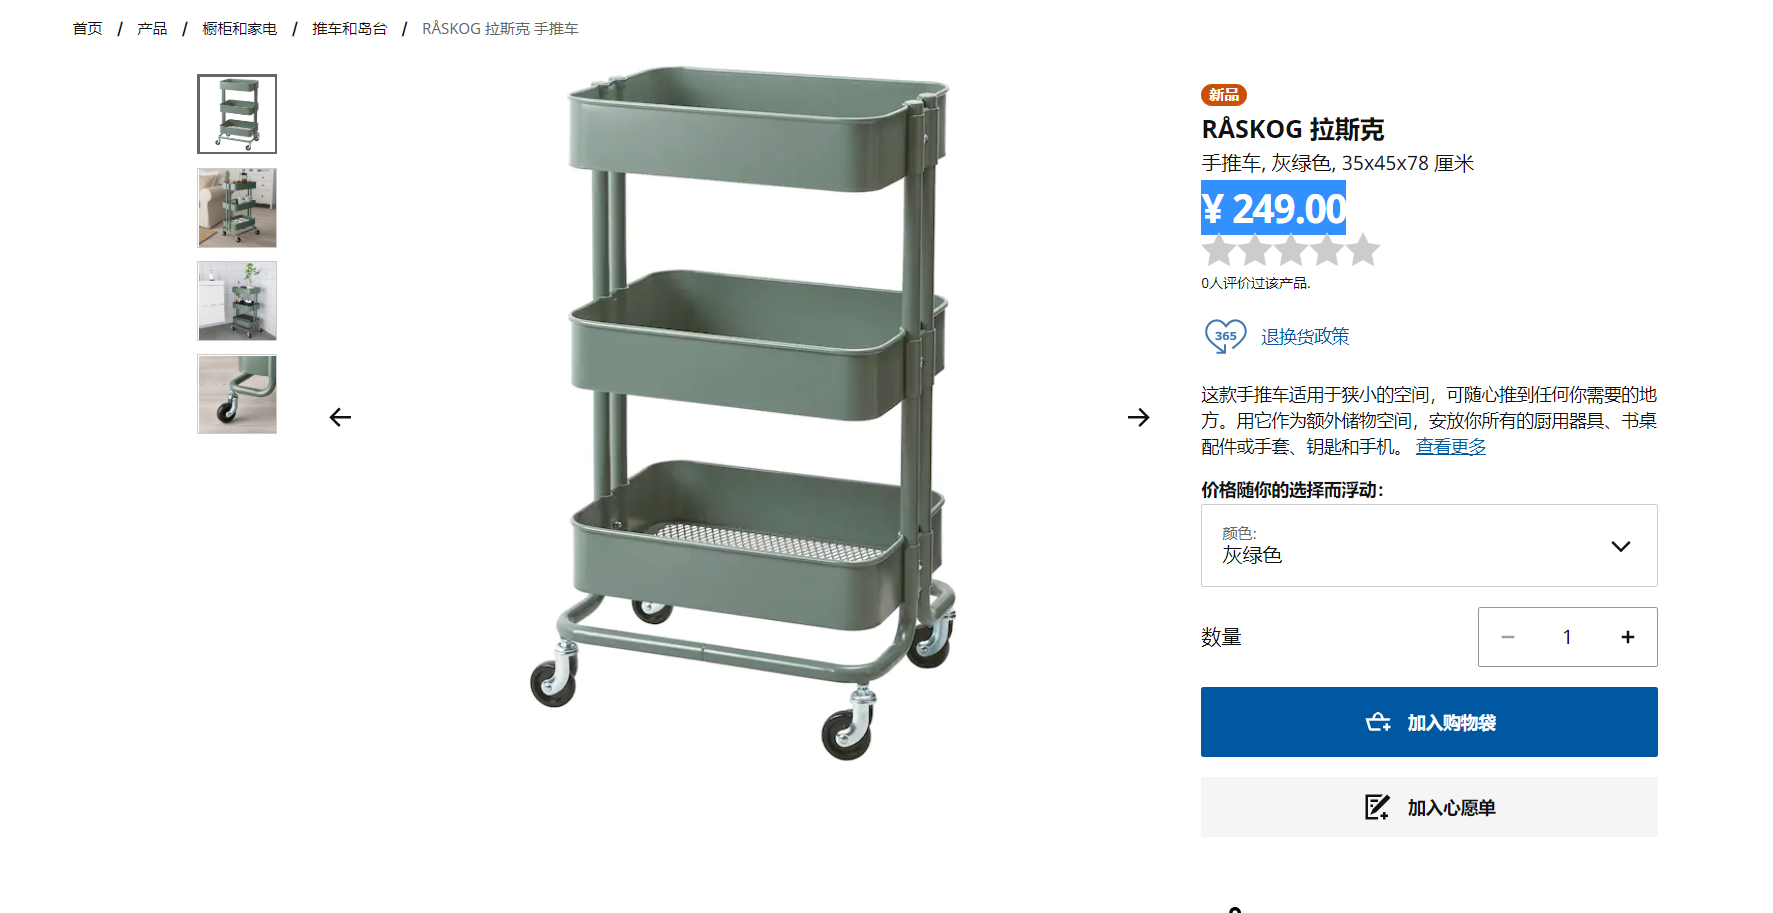 首页 / 产品 / 橱柜和家电 / 推车和岛台 / RÅSKOG 拉斯克 手推车
新品
RÅSKOG 拉斯克
手推车, 灰绿色, 35x45x78 厘米
¥ 249.00
0人评价过该产品.
365 退换货政策
这款手推车适用于狭小的空间，可随心推到任何你需要的地
方。用它作为额外储物空间，安放你所有的厨用器具、书桌
配件或手套、钥匙和手机。 查看更多
价格随你的选择而浮动：
颜色:
灰绿色
数量 − 1 +
加入购物袋
加入心愿单